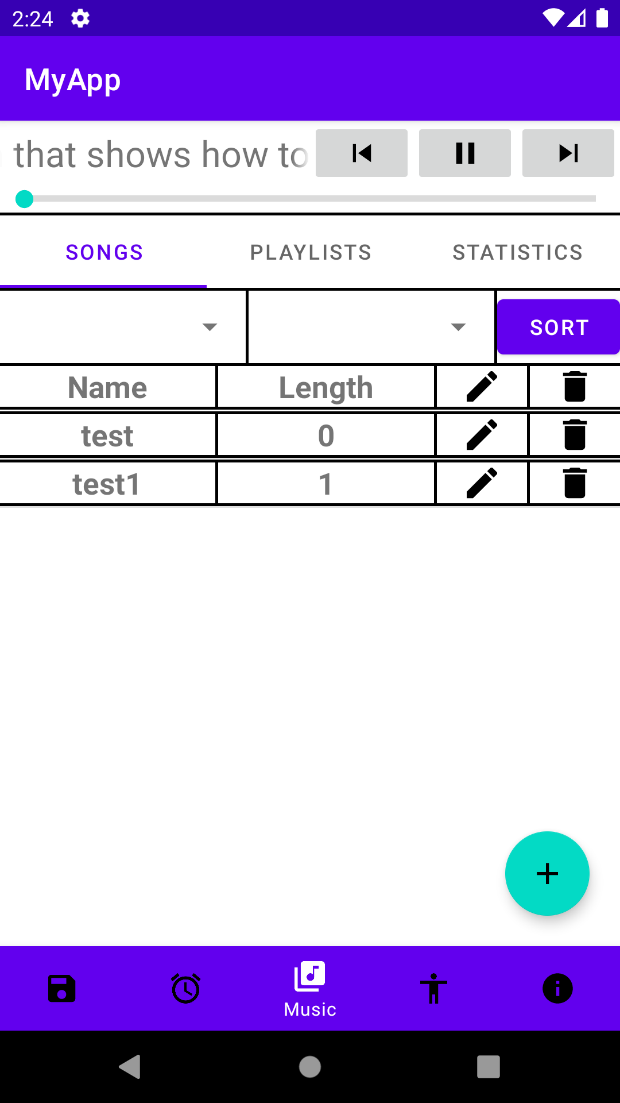 2:24
MyApp
that shows how to
SONGS PLAYLISTS STATISTICS
SORT
Name Length
test 0
test1 1
Music